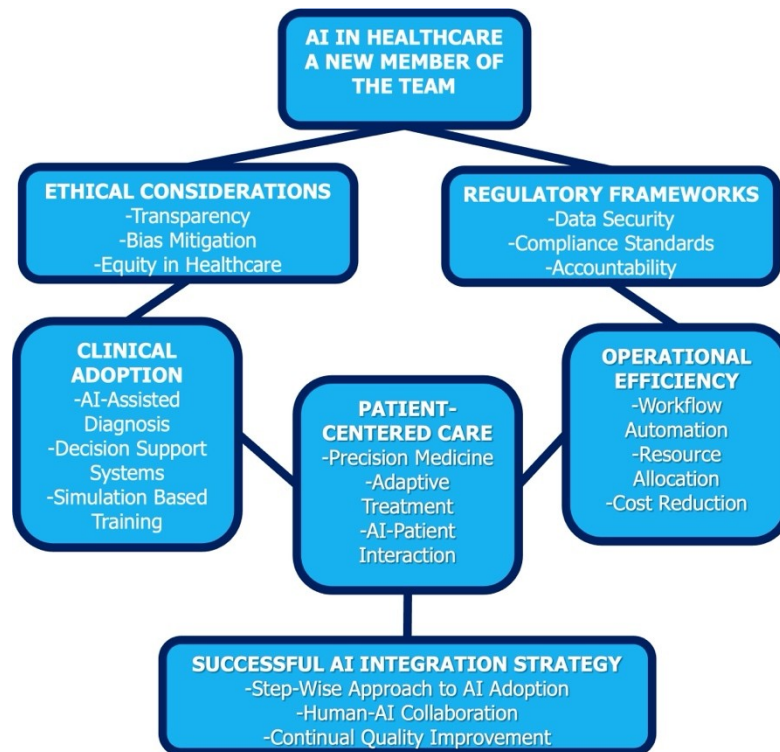 AI IN HEALTHCARE
A NEW MEMBER OF
THE TEAM
ETHICAL CONSIDERATIONS
-Transparency
-Bias Mitigation
-Equity in Healthcare
REGULATORY FRAMEWORKS
-Data Security
-Compliance Standards
-Accountability
CLINICAL
ADOPTION
-AI-Assisted
Diagnosis
-Decision Support
Systems
-Simulation Based
Training
PATIENT-
CENTERED CARE
-Precision Medicine
-Adaptive
Treatment
-AI-Patient
Interaction
OPERATIONAL
EFFICIENCY
-Workflow
Automation
-Resource
Allocation
-Cost Reduction
SUCCESSFUL AI INTEGRATION STRATEGY
-Step-Wise Approach to AI Adoption
-Human-AI Collaboration
-Continual Quality Improvement